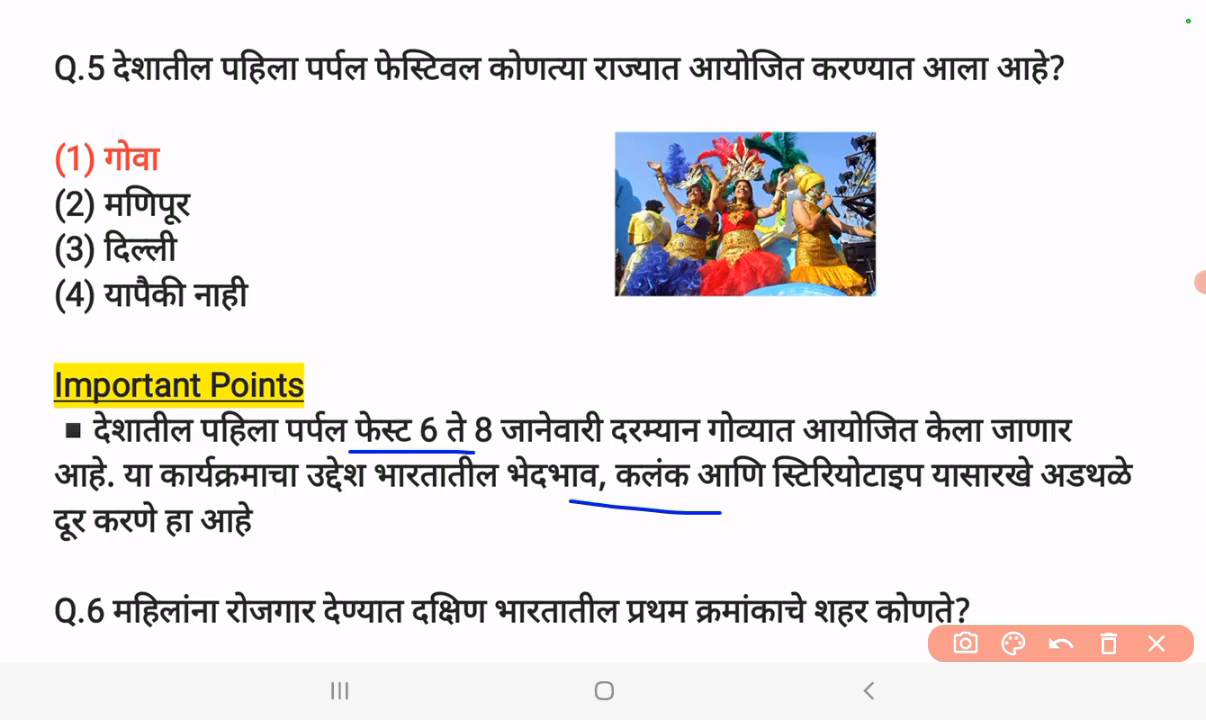 Q.5 देशातील पहिला पर्पल फेस्टिवल कोणत्या राज्यात आयोजित करण्यात आला आहे?
(1) गोवा
(2) मणिपूर
(3) दिल्ली
(4) यापैकी नाही
Important Points
▪देशातील पहिला पर्पल फेस्ट 6 ते 8 जानेवारी दरम्यान गोव्यात आयोजित केला जाणार
आहे. या कार्यक्रमाचा उद्देश भारतातील भेदभाव, कलंक आणि स्टिरियोटाइप यासारखे अडथळे
दूर करणे हा आहे
Q.6 महिलांना रोजगार देण्यात दक्षिण भारतातील प्रथम क्रमांकाचे शहर कोणते?